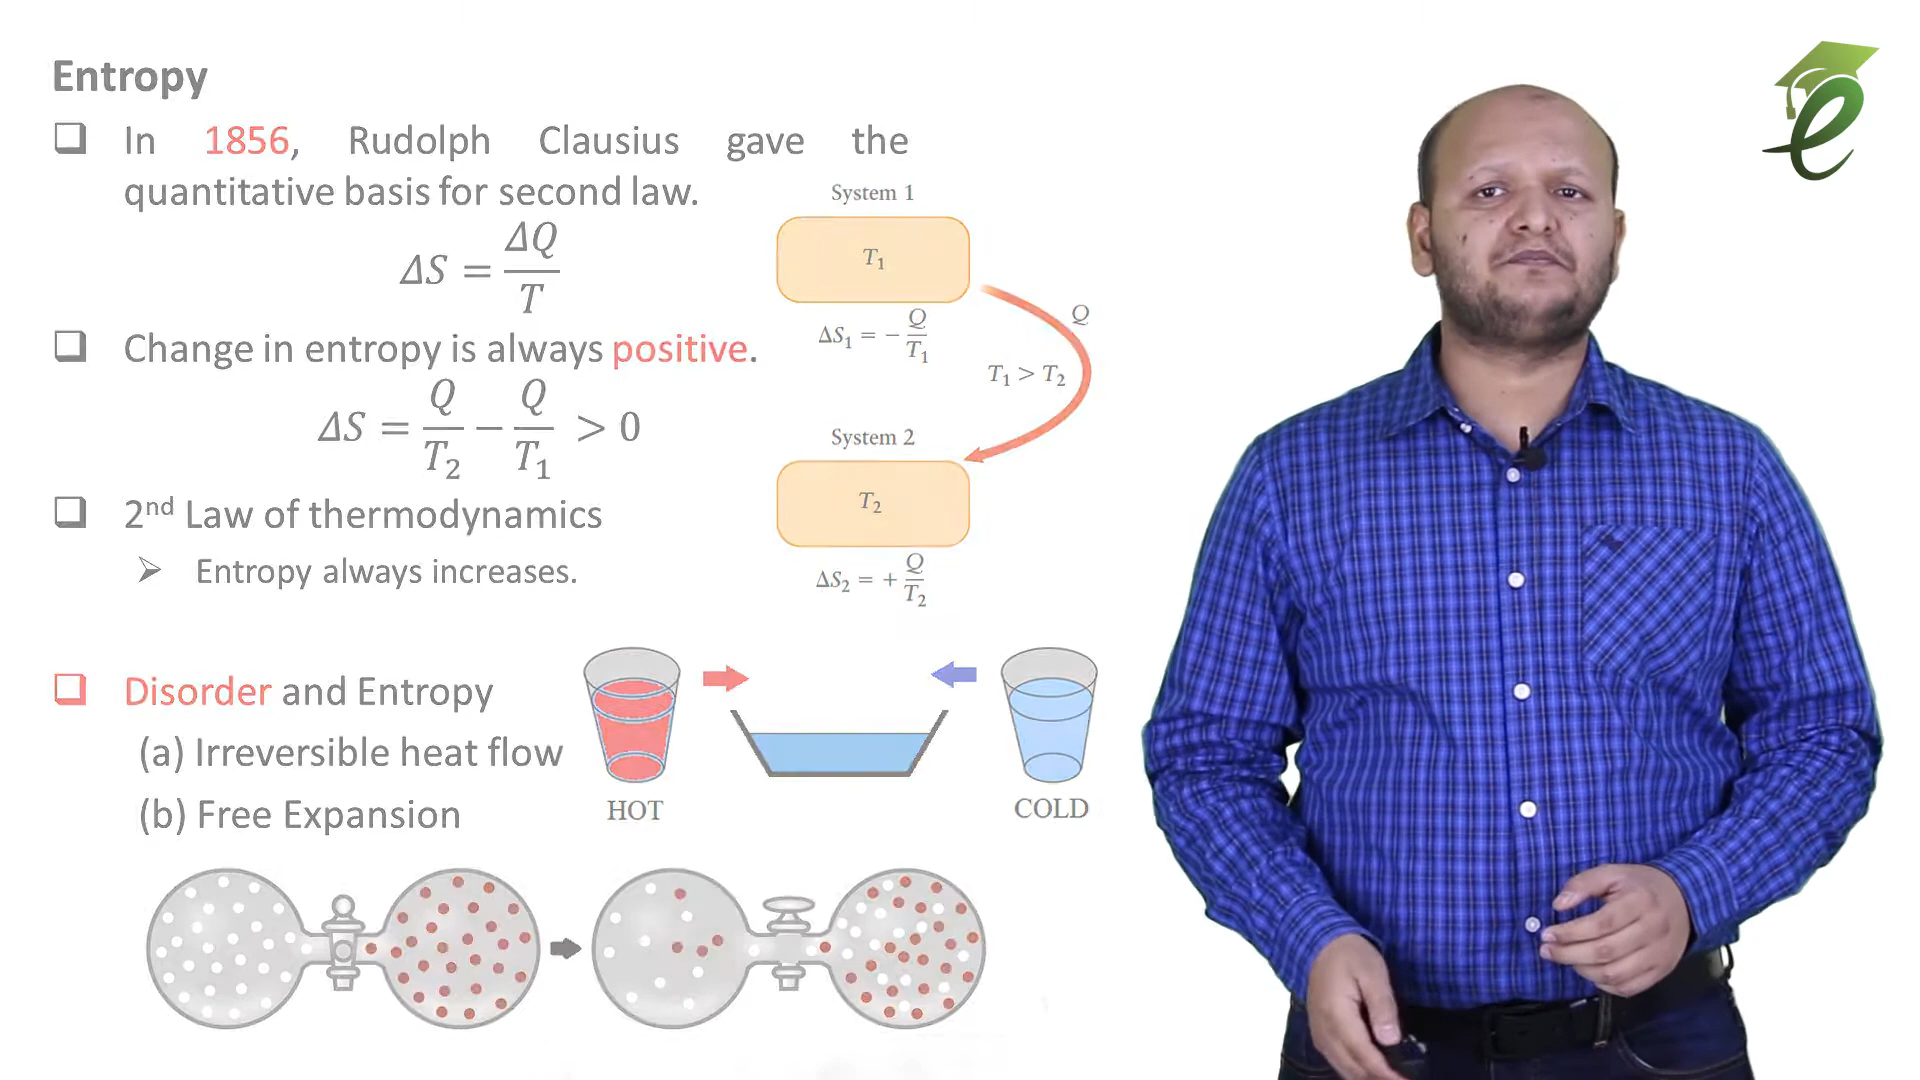 Entropy
In 1856, Rudolph Clausius gave the
quantitative basis for second law.
ΔS = ΔQ/T
Change in entropy is always positive.
ΔS = Q/T₂ − Q/T₁ > 0
2nd Law of thermodynamics
Entropy always increases.
System 1
T₁
ΔS₁ = − Q/T₁
Q
T₁ > T₂
System 2
T₂
ΔS₂ = + Q/T₂
Disorder and Entropy
(a) Irreversible heat flow
(b) Free Expansion
HOT
COLD
e